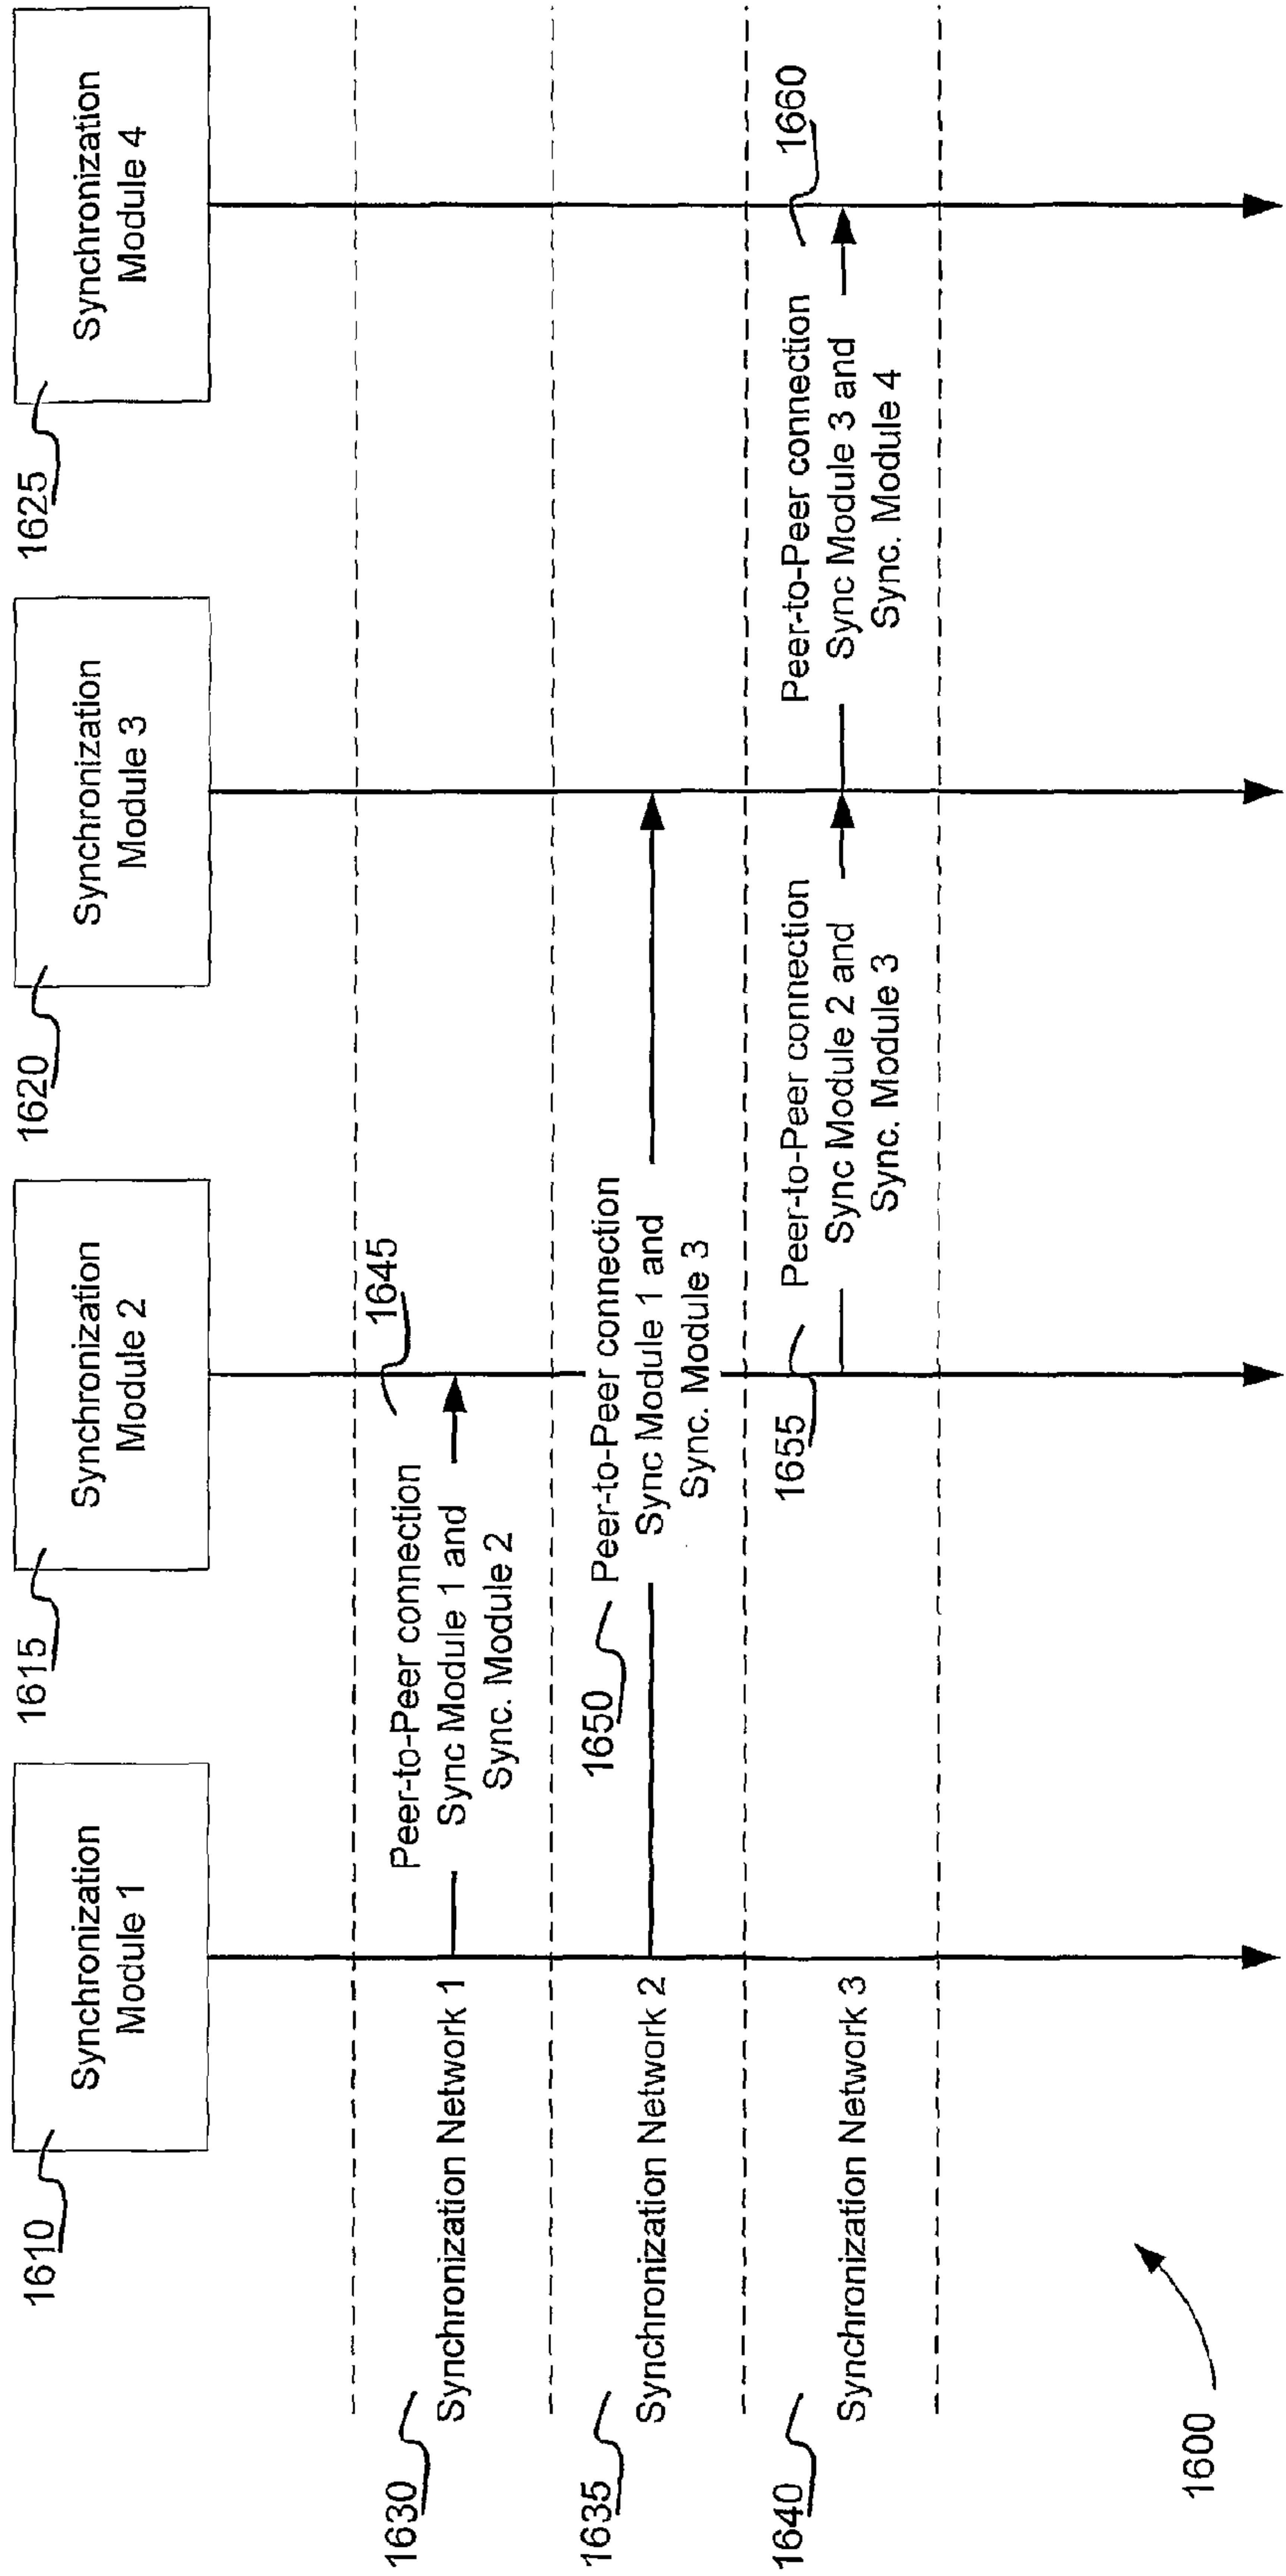 1610
Synchronization
Module 1
1615
Synchronization
Module 2
1620
Synchronization
Module 3
1625
Synchronization
Module 4
1630
Synchronization Network 1
Peer-to-Peer connection
Sync Module 1 and
Sync. Module 2
1645
1635
Synchronization Network 2
1650
Peer-to-Peer connection
Sync Module 1 and
Sync. Module 3
1640
Synchronization Network 3
1655
Peer-to-Peer connection
Sync Module 2 and
Sync. Module 3
Peer-to-Peer connection
Sync Module 3 and
Sync. Module 4
1660
1600